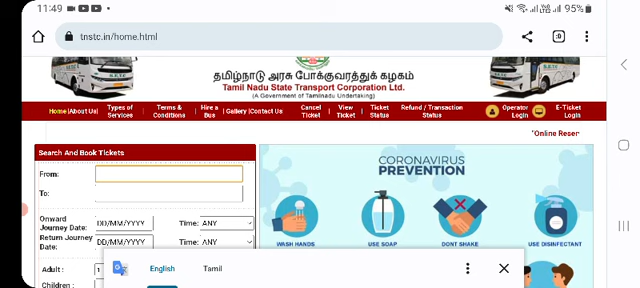 11:49
95%
tnstc.in/home.html
:0
தமிழ்நாடு அரசு போக்குவரத்துக் கழகம்
Tamil Nadu State Transport Corporation Ltd.
(A Government of Tamilnadu Undertaking)
Home |About Us| Types of Services | Terms & Conditions | Hire a Bus | Gallery |Contact Us Cancel Ticket | View Ticket | Ticket Status Refund / Transaction Status Operator Login E-Ticket Login
"Online Reser
Search And Book Tickets
From:
To:
Onward Journey Date: DD/MM/YYYY Time: ANY
Return Journey Date: DD/MM/YYYY Time: ANY
Adult : 1
Children :
CORONAVIRUS
PREVENTION
WASH HANDS USE SOAP DONT SHAKE USE DISINFECTANT
English Tamil